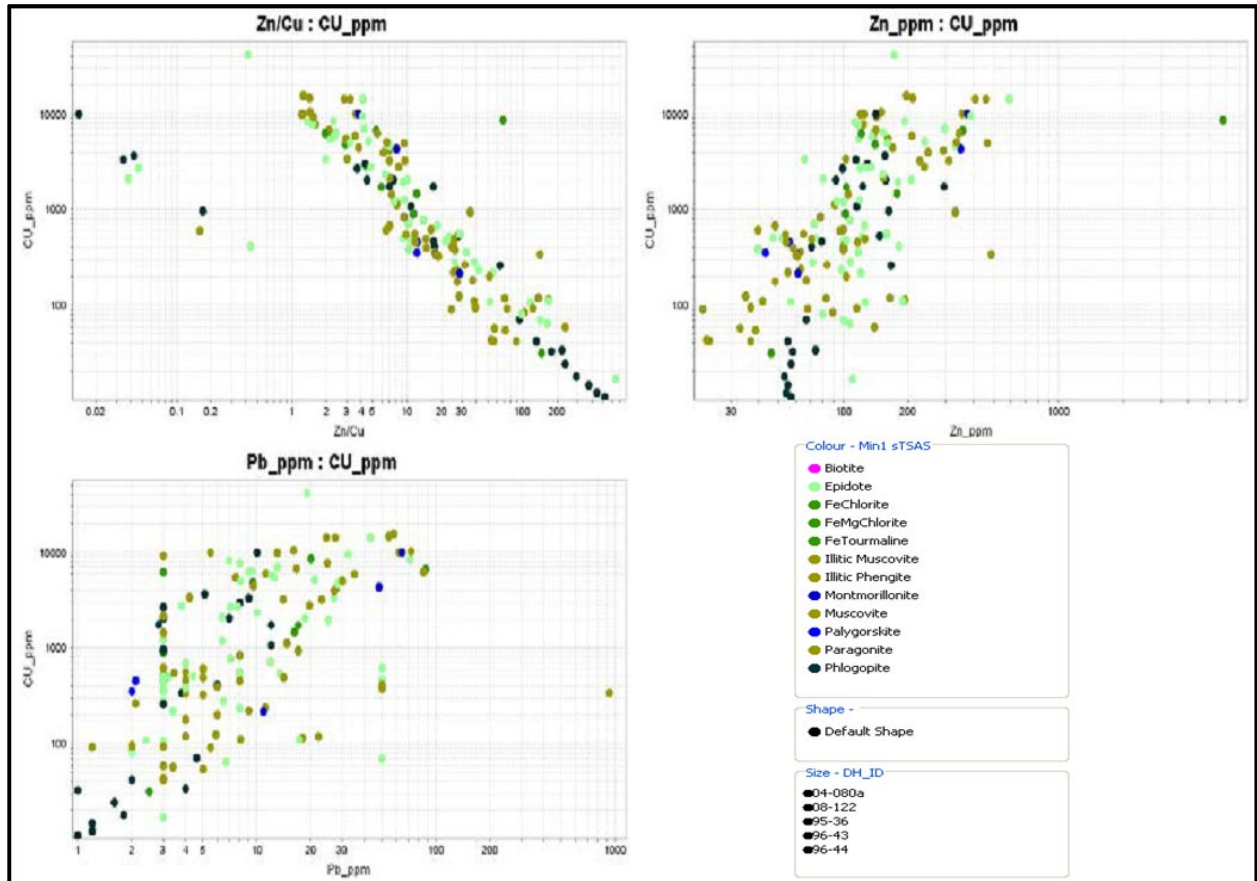 Zn/Cu : CU_ppm
CU_ppm
10000
1000
100
0.02 0.1 0.2 1 2 3 4 5 10 20 30 100 200
Zn/Cu
Zn_ppm : CU_ppm
CU_ppm
10000
1000
100
30 100 200 1000
Zn_ppm
Pb_ppm : CU_ppm
CU_ppm
10000
1000
100
1 2 3 4 5 10 20 30 100 200 1000
Pb_ppm
Colour - Min1 sTSAS
Biotite
Epidote
FeChlorite
FeMgChlorite
FeTourmaline
Illitic Muscovite
Illitic Phengite
Montmorillonite
Muscovite
Palygorskite
Paragonite
Phlogopite
Shape -
Default Shape
Size - DH_ID
04-080a
08-122
95-36
96-43
96-44